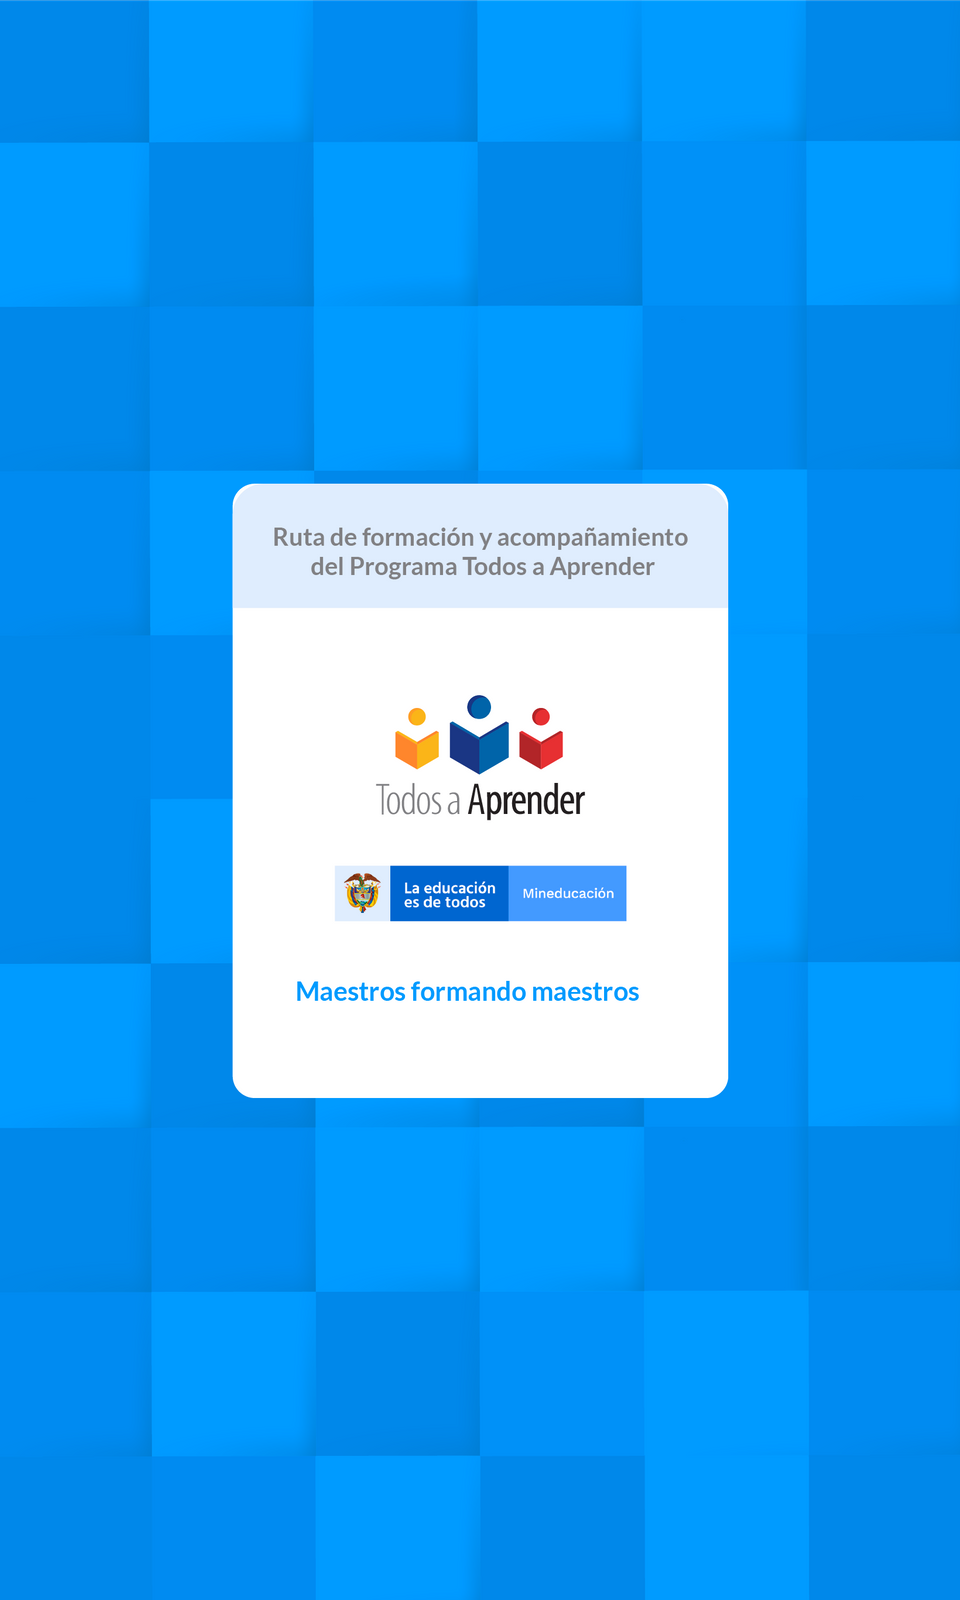 Ruta de formación y acompañamiento
del Programa Todos a Aprender
Todos a Aprender
La educación
es de todos
Mineducación
Maestros formando maestros